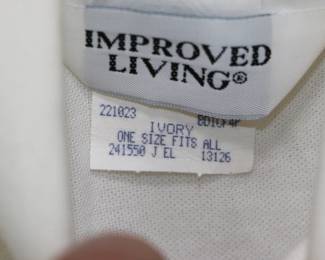 IMPROVED
LIVING®
221023
IVORY
ONE SIZE FITS ALL
241550 J EL 13126